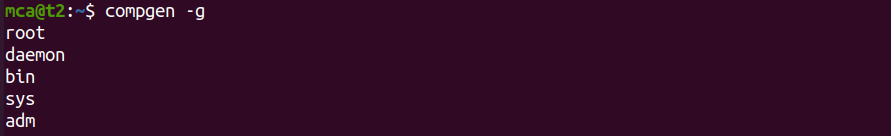 mca@t2:~$ compgen -g
root
daemon
bin
sys
adm